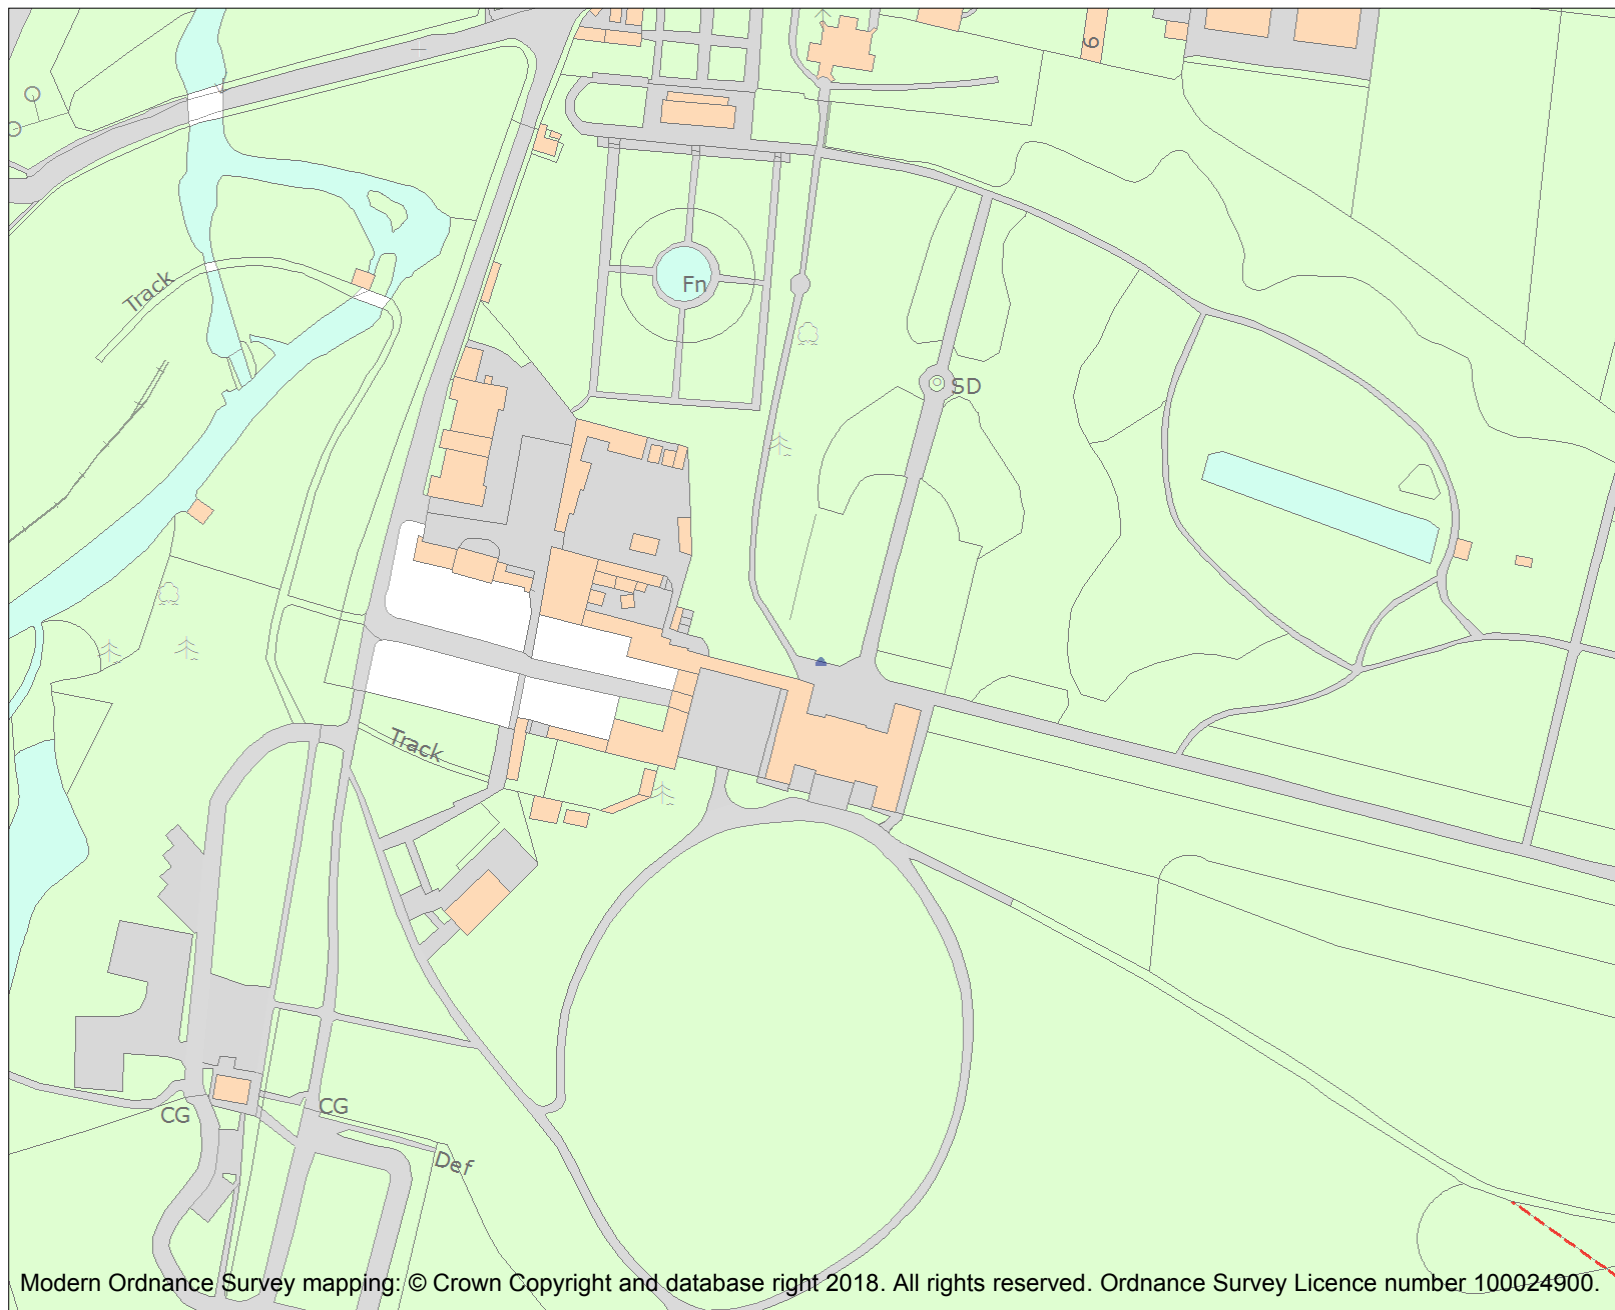 6
Track
Fn
SD
Track
CG
CG
Def
Modern Ordnance Survey mapping: © Crown Copyright and database right 2018. All rights reserved. Ordnance Survey Licence number 100024900.